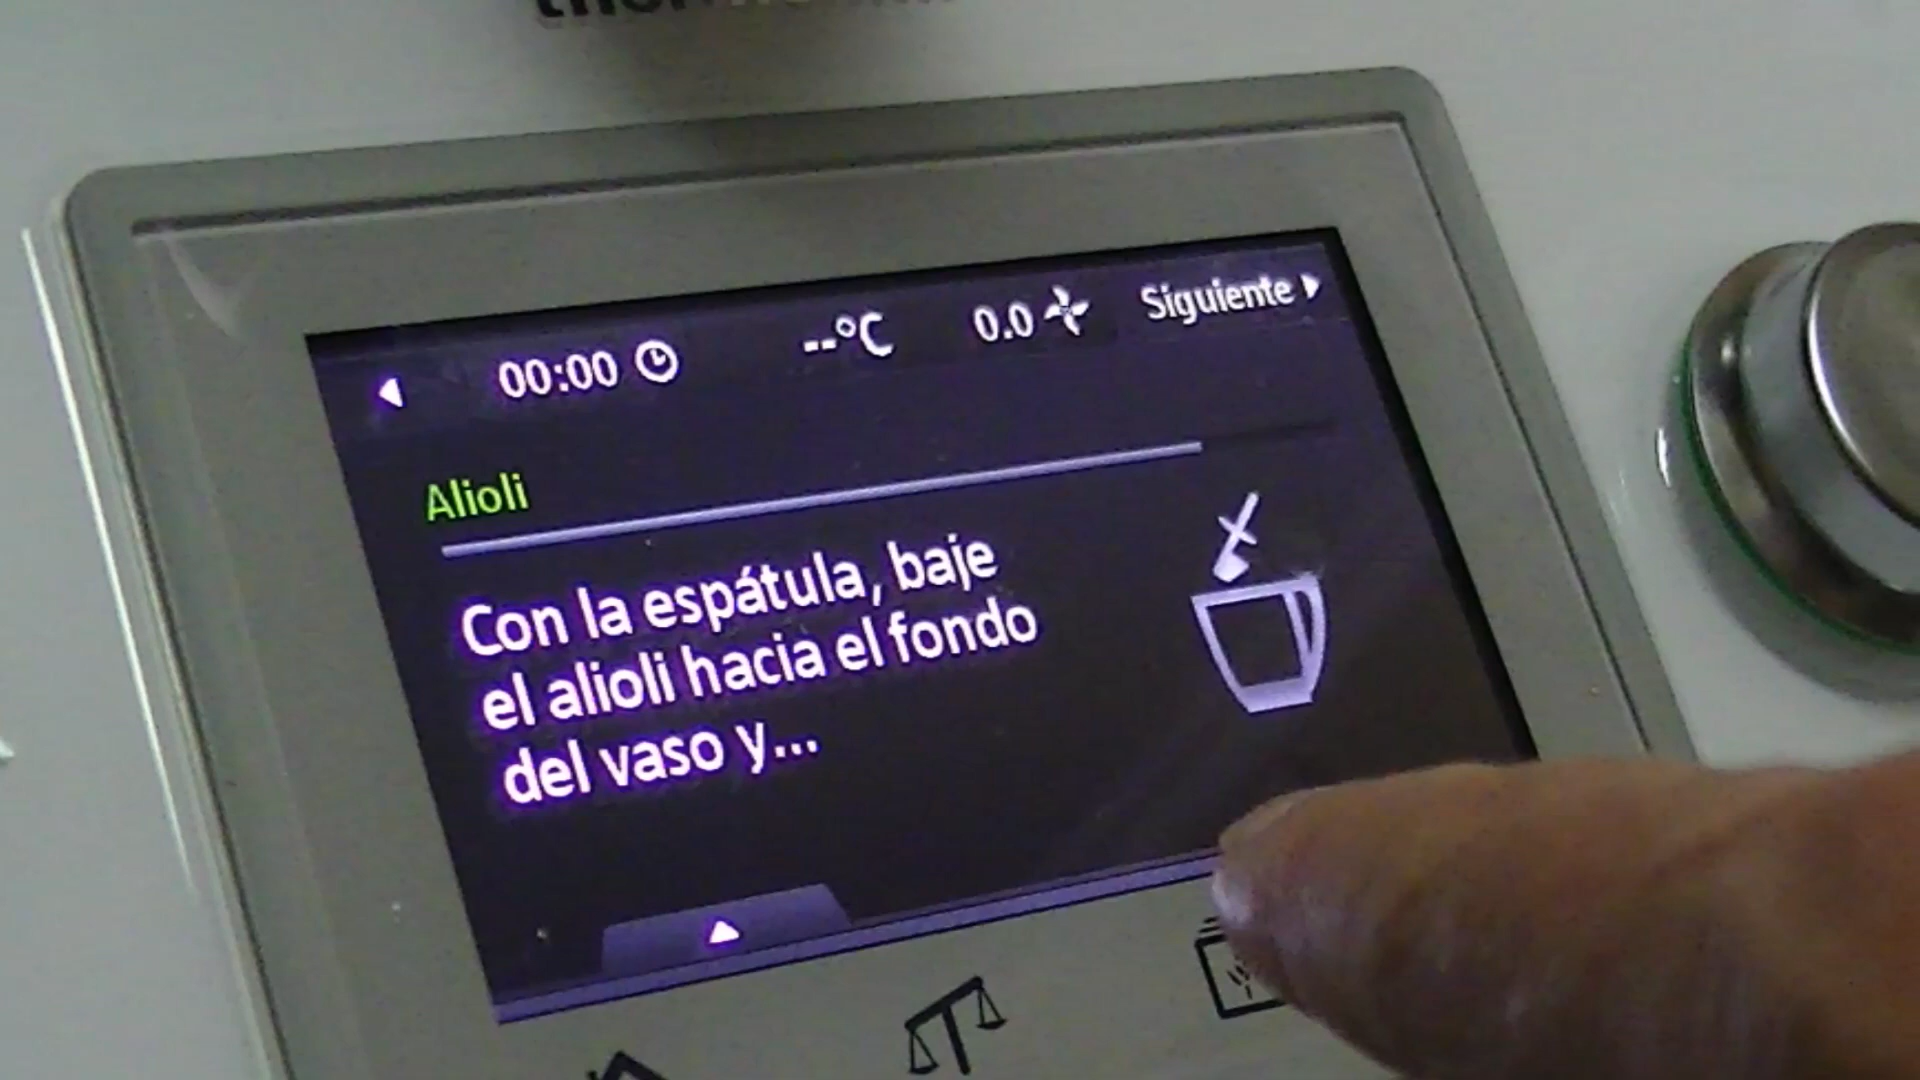 00:00
--°C
0.0
Siguiente
Alioli
Con la espátula, baje
el alioli hacia el fondo
del vaso y...